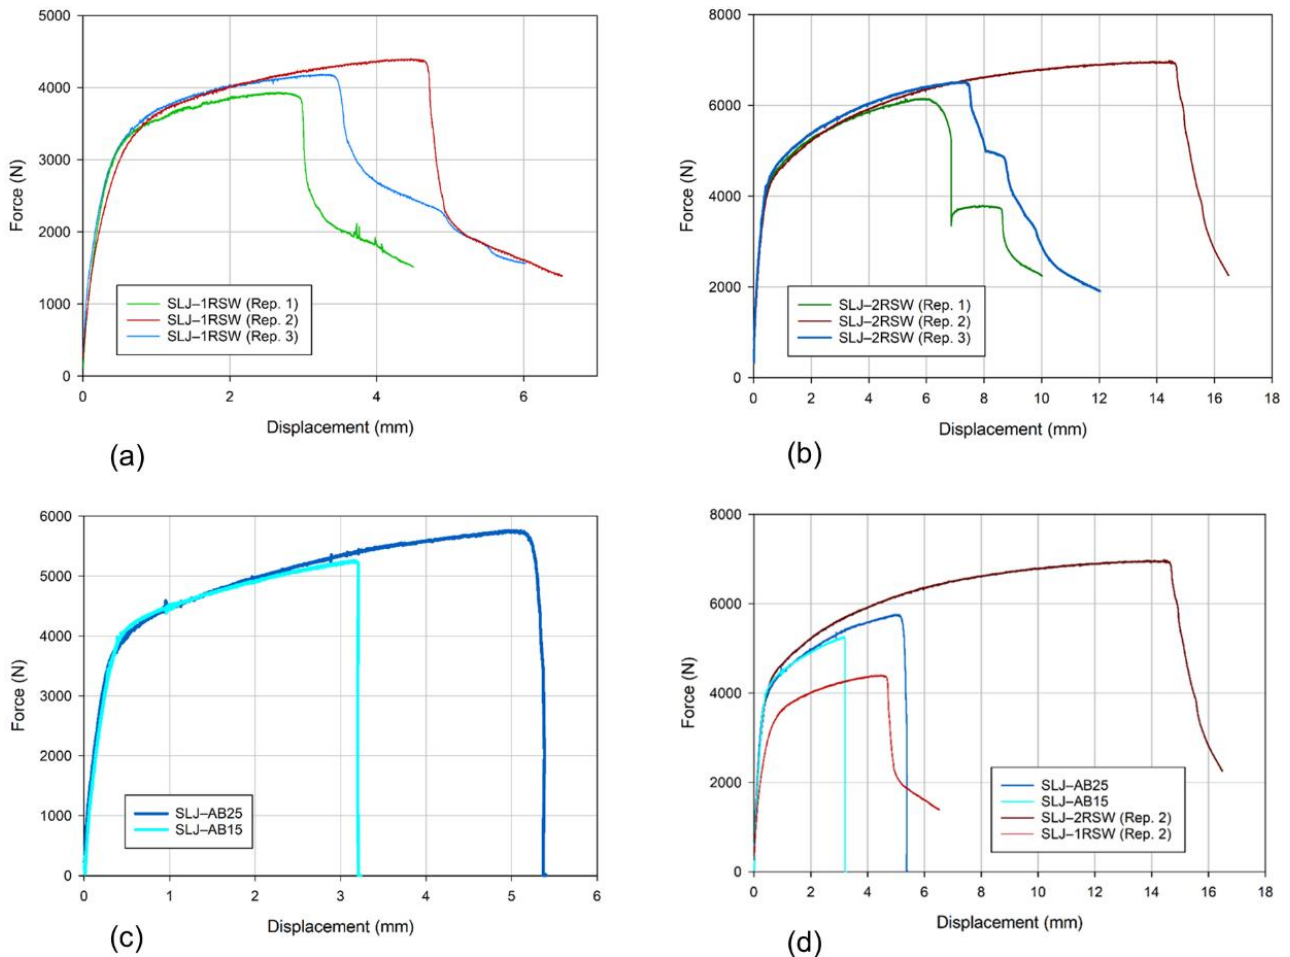 5000
4000
3000
2000
1000
0
Force (N)
SLJ–1RSW (Rep. 1)
SLJ–1RSW (Rep. 2)
SLJ–1RSW (Rep. 3)
0 2 4 6
Displacement (mm)
(a)
8000
6000
4000
2000
0
Force (N)
SLJ–2RSW (Rep. 1)
SLJ–2RSW (Rep. 2)
SLJ–2RSW (Rep. 3)
0 2 4 6 8 10 12 14 16 18
Displacement (mm)
(b)
6000
5000
4000
3000
2000
1000
0
Force (N)
SLJ–AB25
SLJ–AB15
0 1 2 3 4 5 6
Displacement (mm)
(c)
8000
6000
4000
2000
0
Force (N)
SLJ–AB25
SLJ–AB15
SLJ–2RSW (Rep. 2)
SLJ–1RSW (Rep. 2)
0 2 4 6 8 10 12 14 16 18
Displacement (mm)
(d)